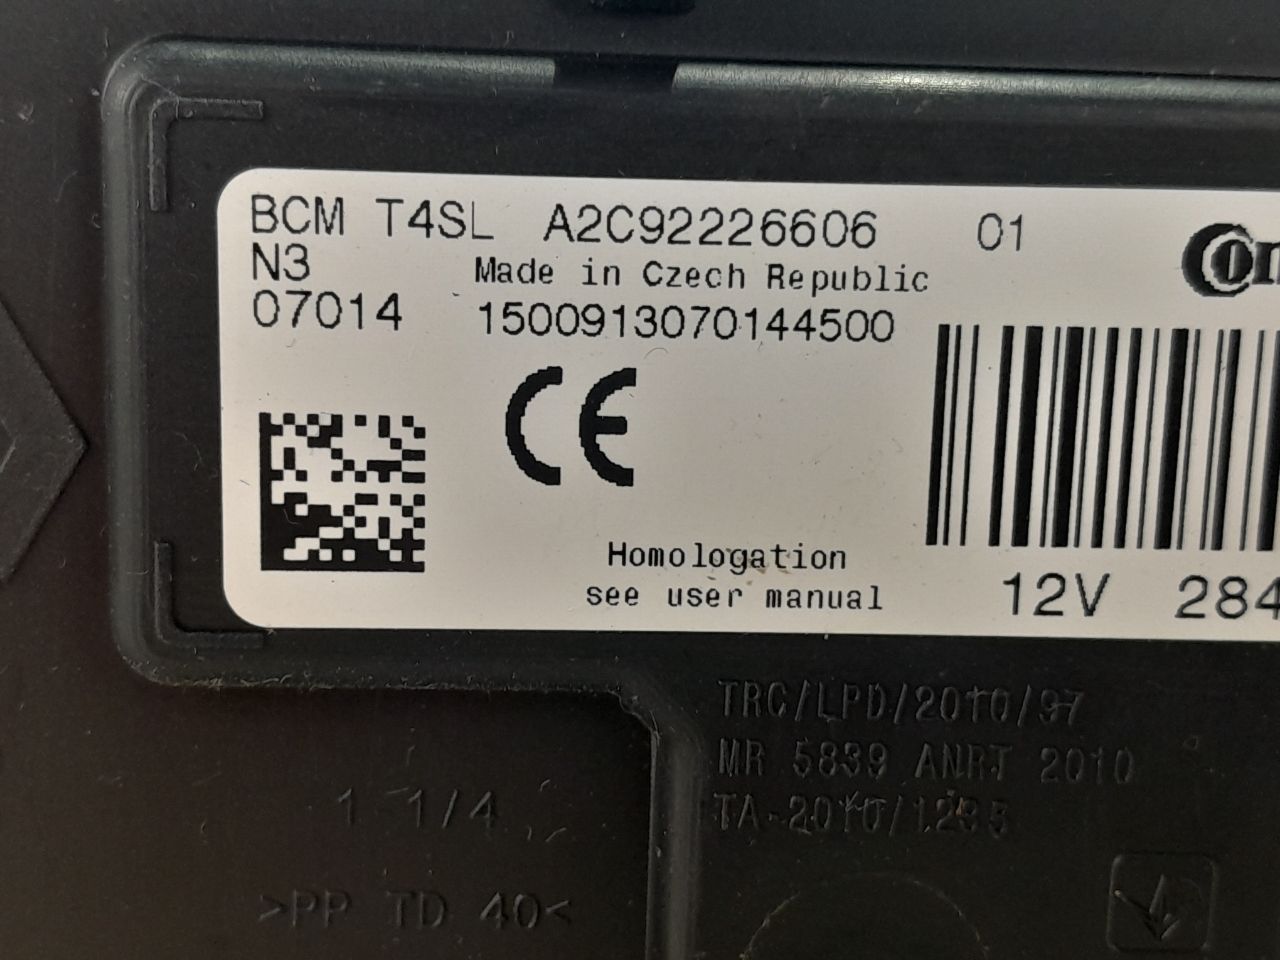 BCM T4SL A2C92226606 01
N3 Made in Czech Republic
07014 1500913070144500
CE
Homologation
see user manual
12V 284
TRC/LPD/2010/97
MR 5839 ANRT 2010
TA-2010/1235
1 1/4
>PP TD 40<